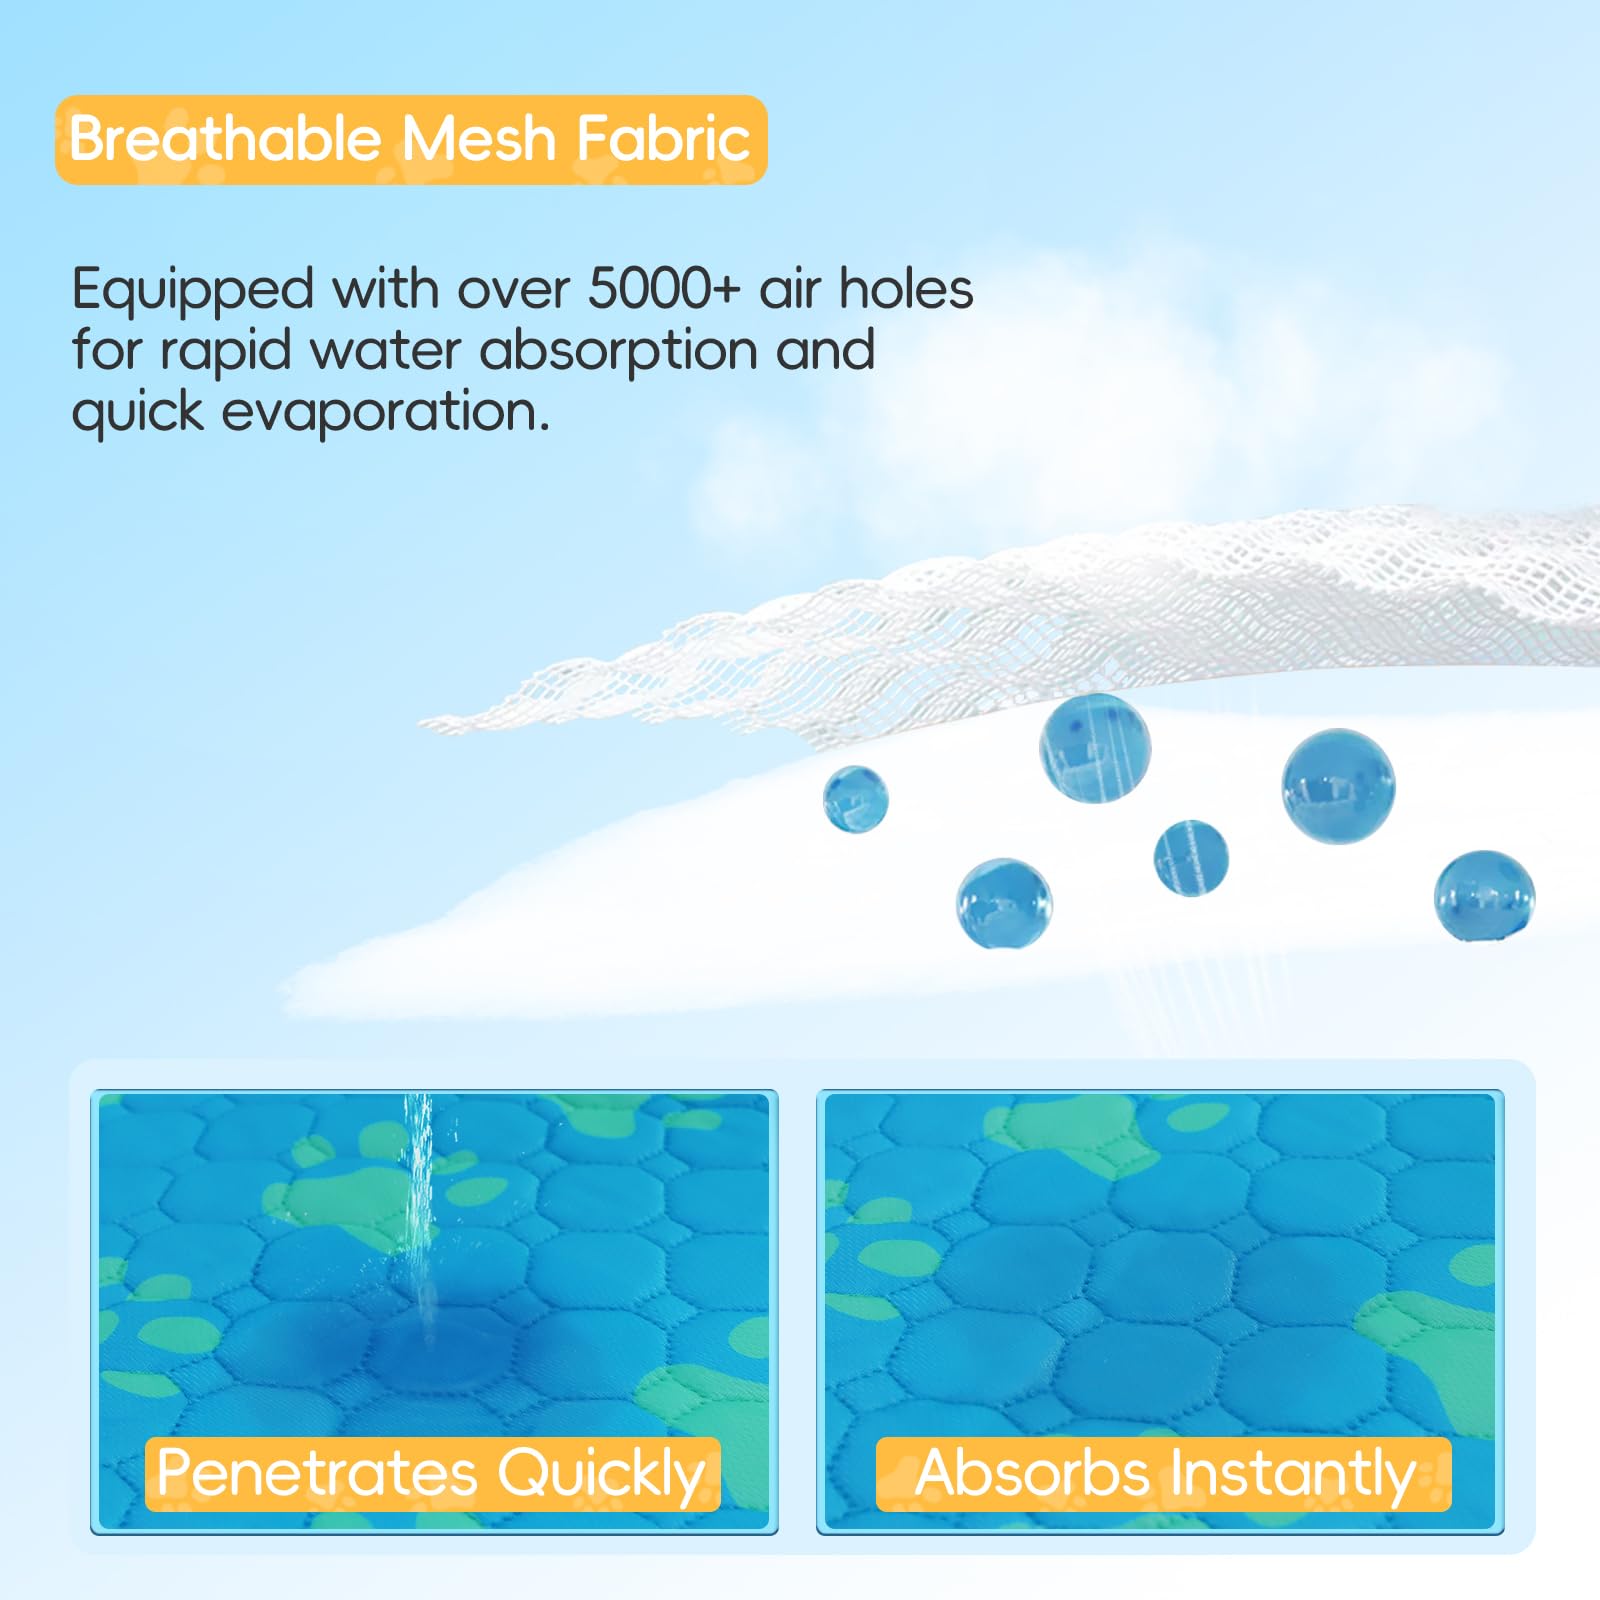 Breathable Mesh Fabric
Equipped with over 5000+ air holes
for rapid water absorption and
quick evaporation.
Penetrates Quickly
Absorbs Instantly